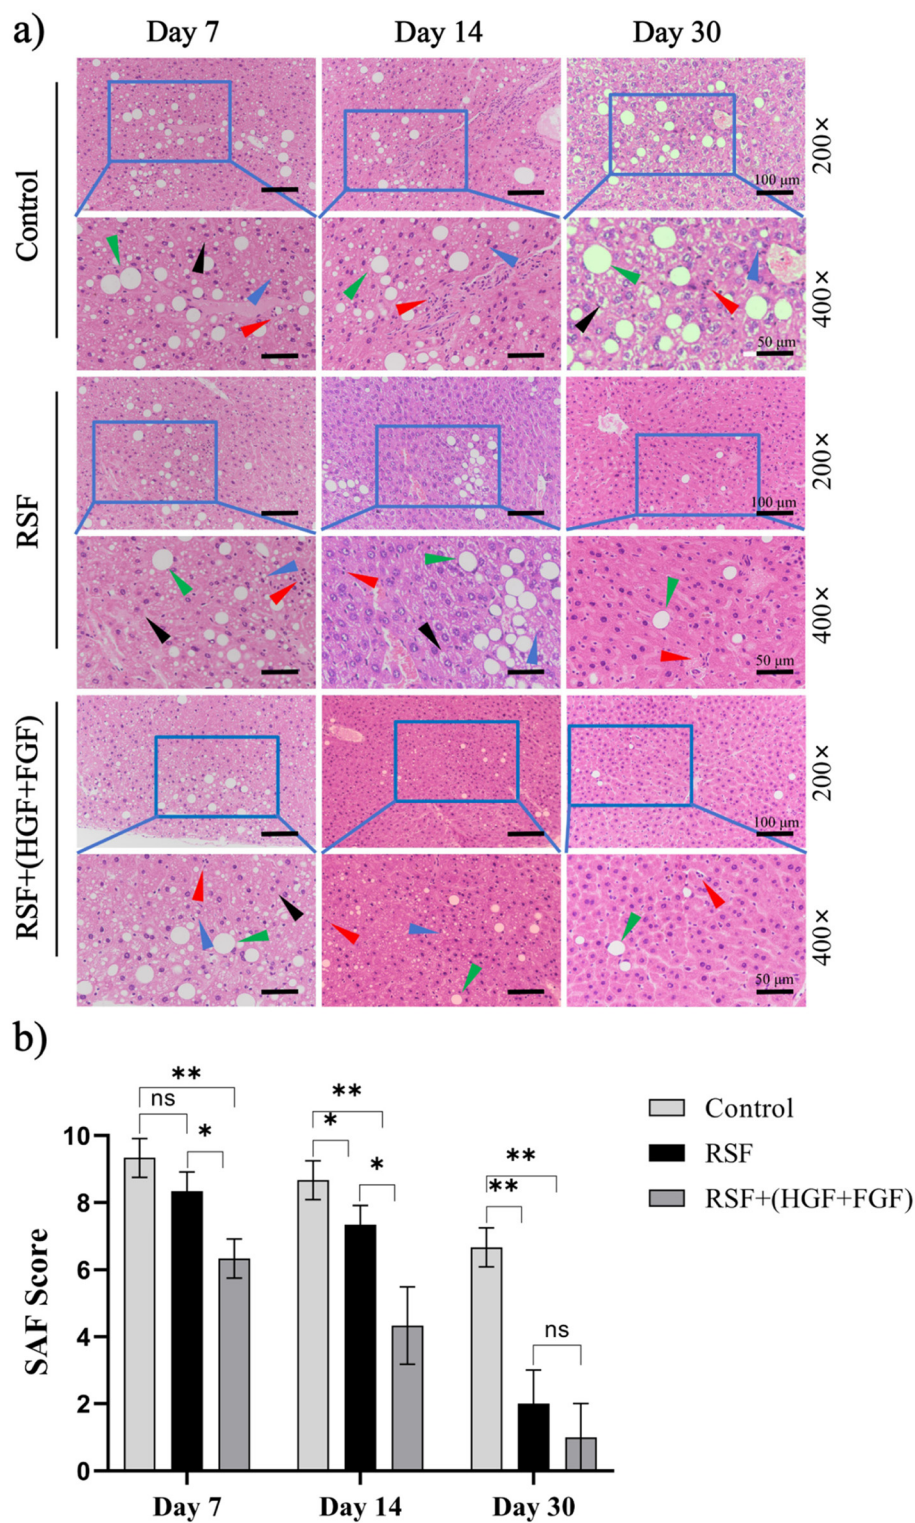 a)
Day 7 Day 14 Day 30
Control
200×
100 μm
400×
50 μm
RSF
200×
100 μm
400×
50 μm
RSF+(HGF+FGF)
200×
100 μm
400×
50 μm
b)
SAF Score
10
8
6
4
2
0
** ns *
** * *
** ** ns
Day 7 Day 14 Day 30
Control
RSF
RSF+(HGF+FGF)